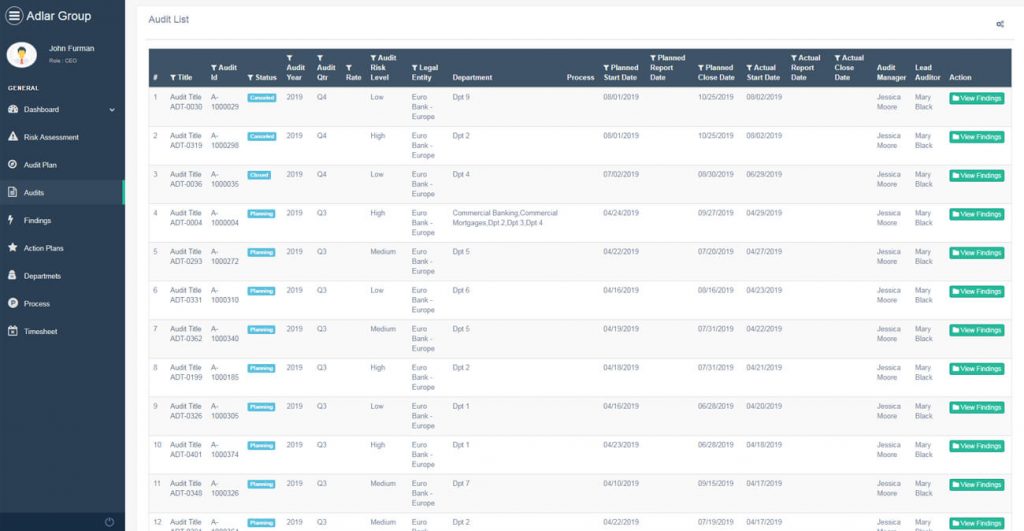 Adlar Group
John Furman
Role : CEO
GENERAL
Dashboard
Risk Assessment
Audit Plan
Audits
Findings
Action Plans
Departmets
Process
Timesheet
Audit List
# Title Audit Id Status Audit Year Audit Qtr Rate Audit Risk Level Legal Entity Department Process Planned Start Date Planned Report Date Planned Close Date Actual Start Date Actual Report Date Actual Close Date Audit Manager Lead Auditor Action
1 Audit Title ADT-0030 A-1000029 Canceled 2019 Q4 Low Euro Bank - Europe Dpt 9 08/01/2019 10/25/2019 08/02/2019 Jessica Moore Mary Black View Findings
2 Audit Title ADT-0319 A-1000298 Canceled 2019 Q4 High Euro Bank - Europe Dpt 2 08/01/2019 10/25/2019 08/02/2019 Jessica Moore Mary Black View Findings
3 Audit Title ADT-0036 A-1000035 Closed 2019 Q4 Low Euro Bank - Europe Dpt 4 07/02/2019 08/30/2019 06/29/2019 Jessica Moore Mary Black View Findings
4 Audit Title ADT-0004 A-1000004 Planning 2019 Q3 High Euro Bank - Europe Commercial Banking,Commercial Mortgages,Dpt 2,Dpt 3,Dpt 4 04/24/2019 09/27/2019 04/29/2019 Jessica Moore Mary Black View Findings
5 Audit Title ADT-0293 A-1000272 Planning 2019 Q3 Medium Euro Bank - Europe Dpt 5 04/22/2019 07/20/2019 04/27/2019 Jessica Moore Mary Black View Findings
6 Audit Title ADT-0331 A-1000310 Planning 2019 Q3 Low Euro Bank - Europe Dpt 6 04/16/2019 08/16/2019 04/23/2019 Jessica Moore Mary Black View Findings
7 Audit Title ADT-0362 A-1000340 Planning 2019 Q3 Medium Euro Bank - Europe Dpt 5 04/19/2019 07/31/2019 04/22/2019 Jessica Moore Mary Black View Findings
8 Audit Title ADT-0199 A-1000185 Planning 2019 Q3 High Euro Bank - Europe Dpt 2 04/18/2019 07/31/2019 04/21/2019 Jessica Moore Mary Black View Findings
9 Audit Title ADT-0326 A-1000305 Planning 2019 Q3 Low Euro Bank - Europe Dpt 1 04/16/2019 06/28/2019 04/20/2019 Jessica Moore Mary Black View Findings
10 Audit Title ADT-0401 A-1000374 Planning 2019 Q3 High Euro Bank - Europe Dpt 1 04/23/2019 06/28/2019 04/18/2019 Jessica Moore Mary Black View Findings
11 Audit Title ADT-0348 A-1000326 Planning 2019 Q3 Medium Euro Bank - Europe Dpt 7 04/10/2019 09/15/2019 04/17/2019 Jessica Moore Mary Black View Findings
12 Audit Title A- Planning 2019 Q3 Medium Euro Dpt 2 04/22/2019 07/19/2019 04/17/2019 Jessica Mary View Findings